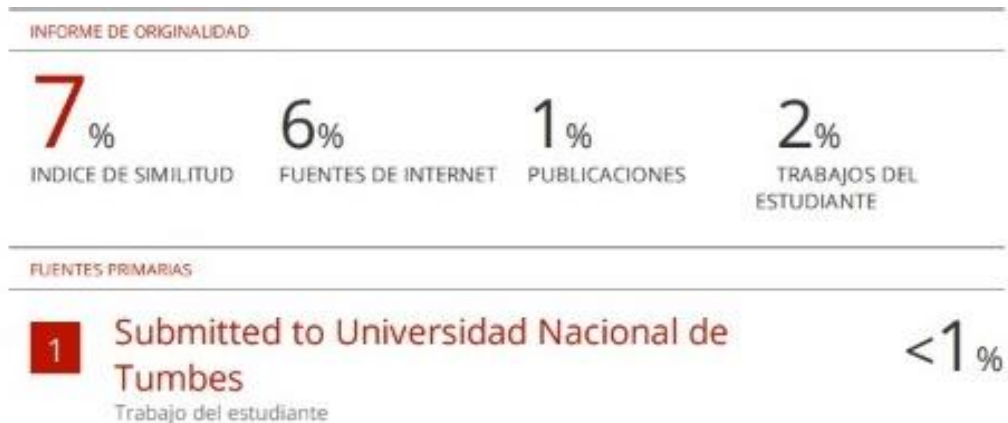 INFORME DE ORIGINALIDAD
7%
6%
1%
2%
INDICE DE SIMILITUD
FUENTES DE INTERNET
PUBLICACIONES
TRABAJOS DEL
ESTUDIANTE
FUENTES PRIMARIAS
1
Submitted to Universidad Nacional de
Tumbes
Trabajo del estudiante
<1%